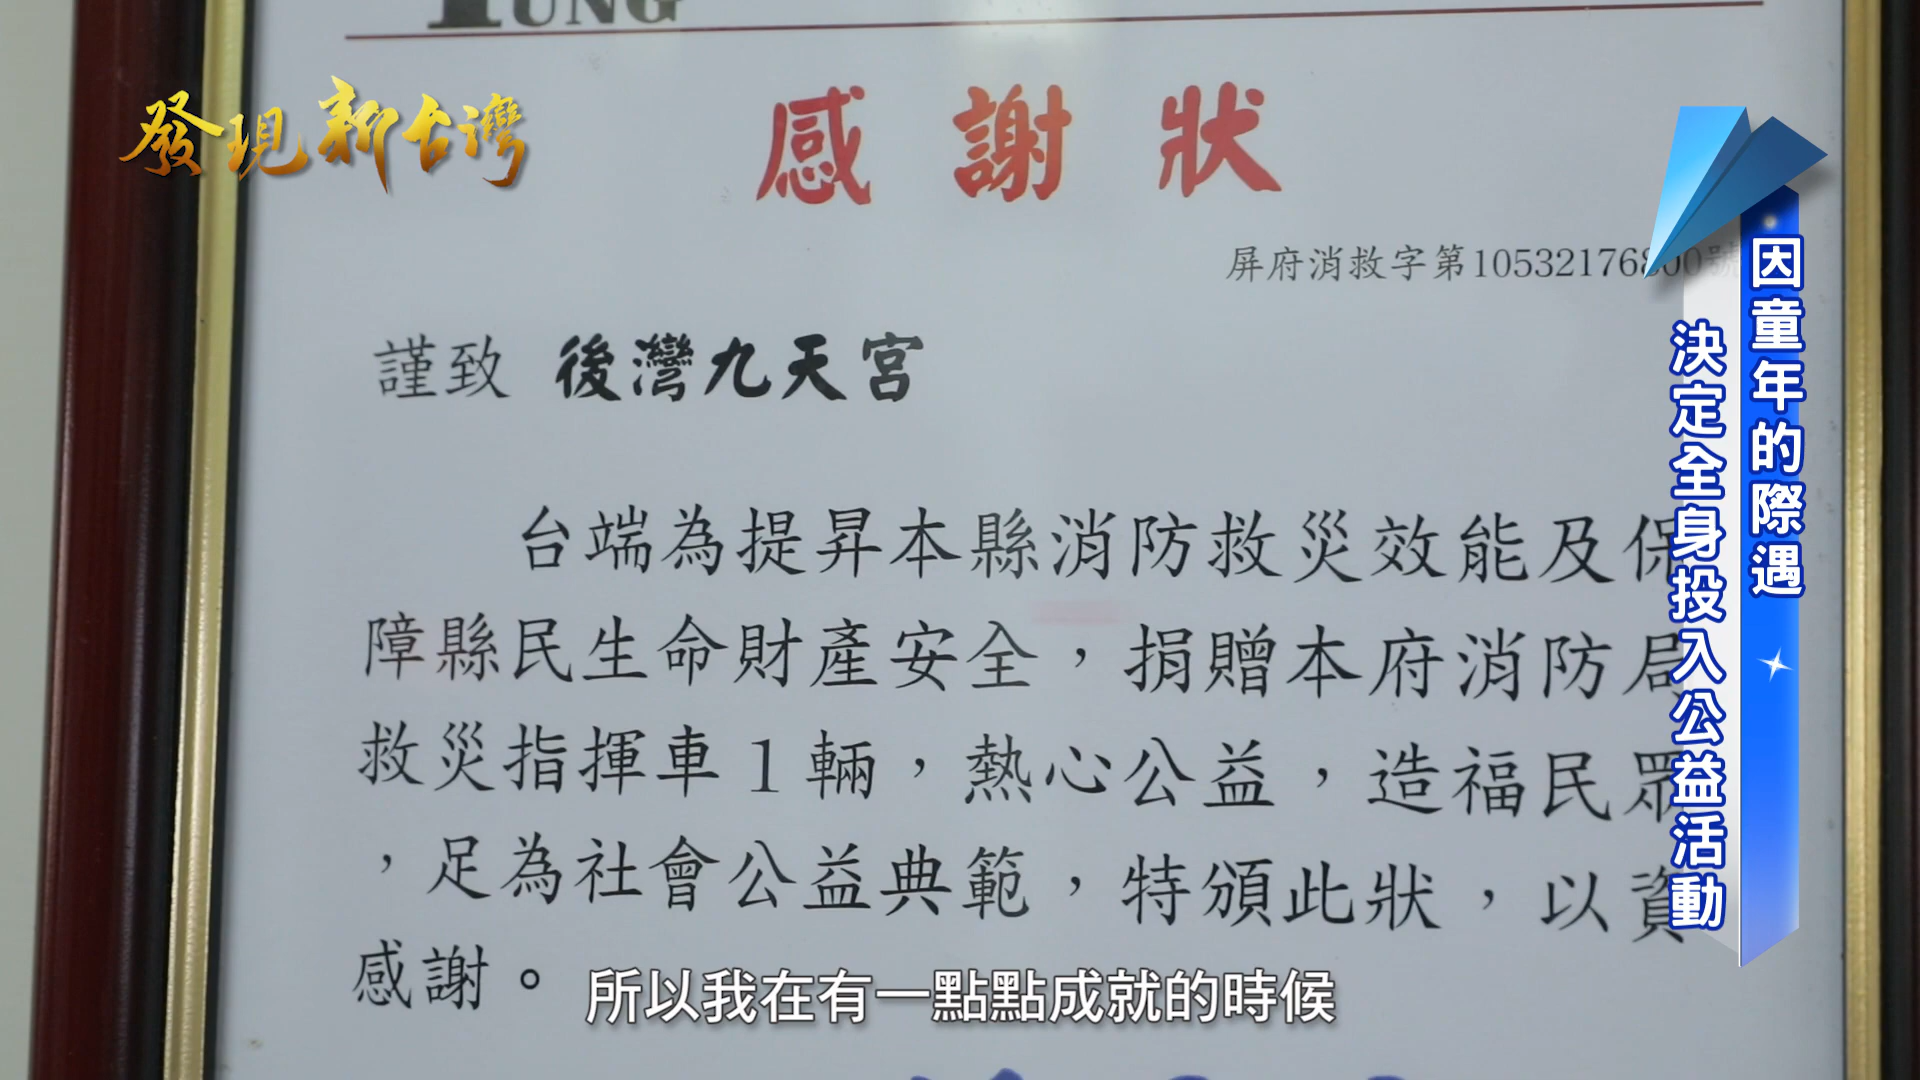 UNG
發現新台灣
感謝狀
屏府消救字第10532176800號
謹致 後灣九天宮
台端為提昇本縣消防救災效能及保
障縣民生命財產安全，捐贈本府消防局
救災指揮車1輛，熱心公益，造福民眾
，足為社會公益典範，特頒此狀，以資
感謝。
因童年的際遇
決定全身投入公益活動
所以我在有一點點成就的時候